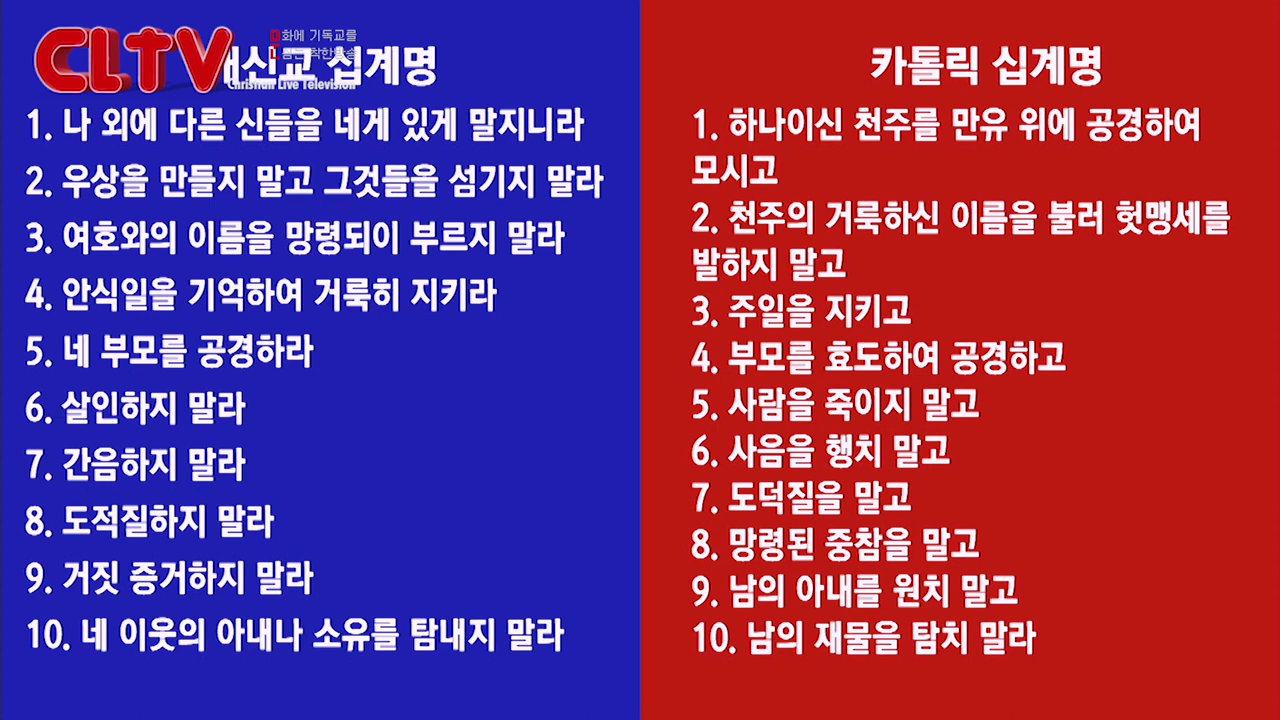 CLTV
화에 기독교를
Christian Live Television
개신교 십계명
1. 나 외에 다른 신들을 네게 있게 말지니라
2. 우상을 만들지 말고 그것들을 섬기지 말라
3. 여호와의 이름을 망령되이 부르지 말라
4. 안식일을 기억하여 거룩히 지키라
5. 네 부모를 공경하라
6. 살인하지 말라
7. 간음하지 말라
8. 도적질하지 말라
9. 거짓 증거하지 말라
10. 네 이웃의 아내나 소유를 탐내지 말라
카톨릭 십계명
1. 하나이신 천주를 만유 위에 공경하여
모시고
2. 천주의 거룩하신 이름을 불러 헛맹세를
발하지 말고
3. 주일을 지키고
4. 부모를 효도하여 공경하고
5. 사람을 죽이지 말고
6. 사음을 행치 말고
7. 도덕질을 말고
8. 망령된 중참을 말고
9. 남의 아내를 원치 말고
10. 남의 재물을 탐치 말라